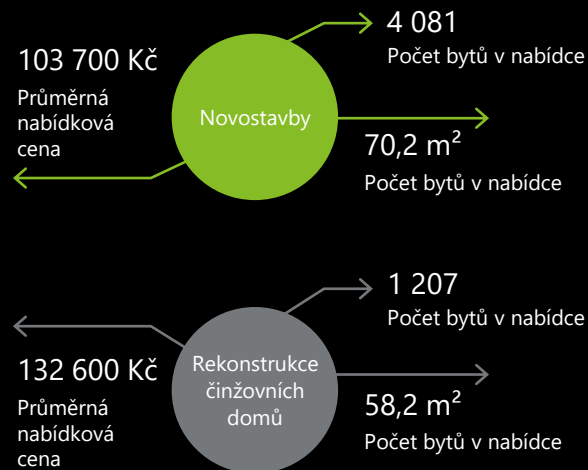 4 081
Počet bytů v nabídce
103 700 Kč
Průměrná
nabídková
cena
Novostavby
70,2 m²
Počet bytů v nabídce
1 207
Počet bytů v nabídce
132 600 Kč
Průměrná
nabídková
cena
Rekonstrukce
činžovních
domů
58,2 m²
Počet bytů v nabídce